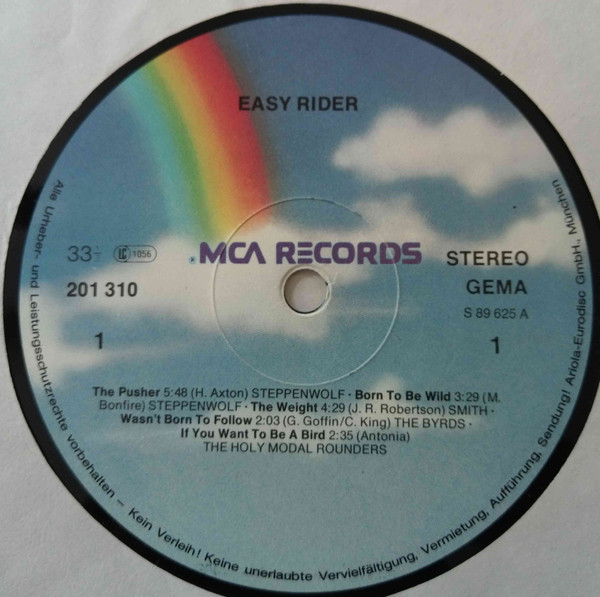 EASY RIDER
MCA RECORDS
33⅓ LC 1056
STEREO
201 310
GEMA
S 89 625 A
1
1
The Pusher 5:48 (H. Axton) STEPPENWOLF · Born To Be Wild 3:29 (M.
Bonfire) STEPPENWOLF · The Weight 4:29 (J. R. Robertson) SMITH ·
Wasn't Born To Follow 2:03 (G. Goffin/C. King) THE BYRDS ·
If You Want To Be A Bird 2:35 (Antonia)
THE HOLY MODAL ROUNDERS
Alle Urheber- und Leistungsschutzrechte vorbehalten – Kein Verleih! Keine unerlaubte Vervielfältigung, Vermietung, Aufführung, Sendung! Ariola-Eurodisc GmbH., München